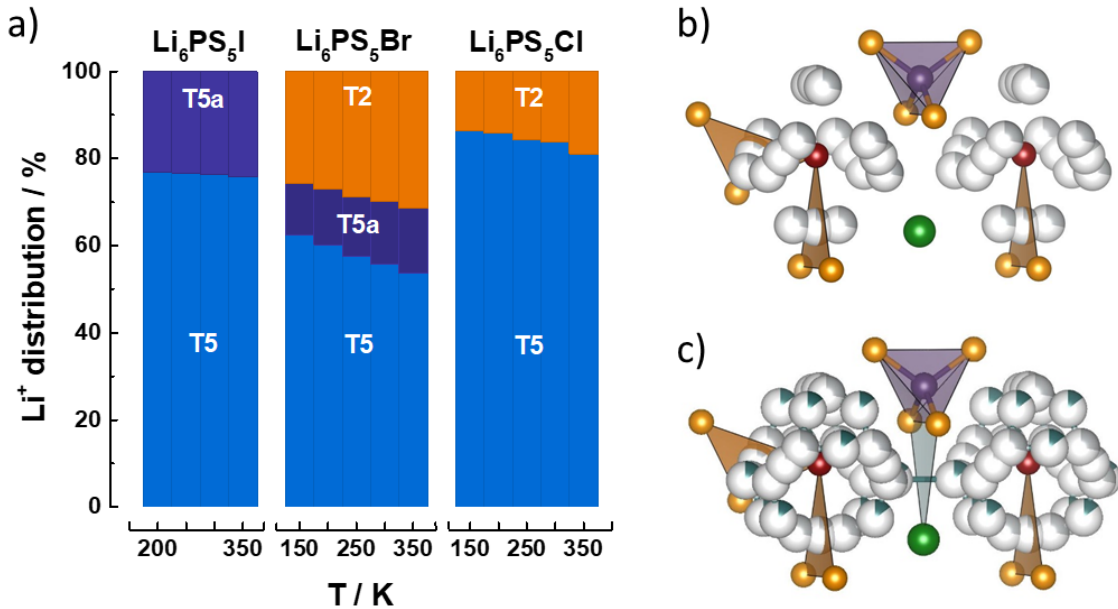 a)
Li₆PS₅I Li₆PS₅Br Li₆PS₅Cl
Li⁺ distribution / %
100
80
60
40
20
0
T5a
T5
T2
T5a
T5
T2
T5
200 350 150 250 350 150 250 350
T / K
b)
c)